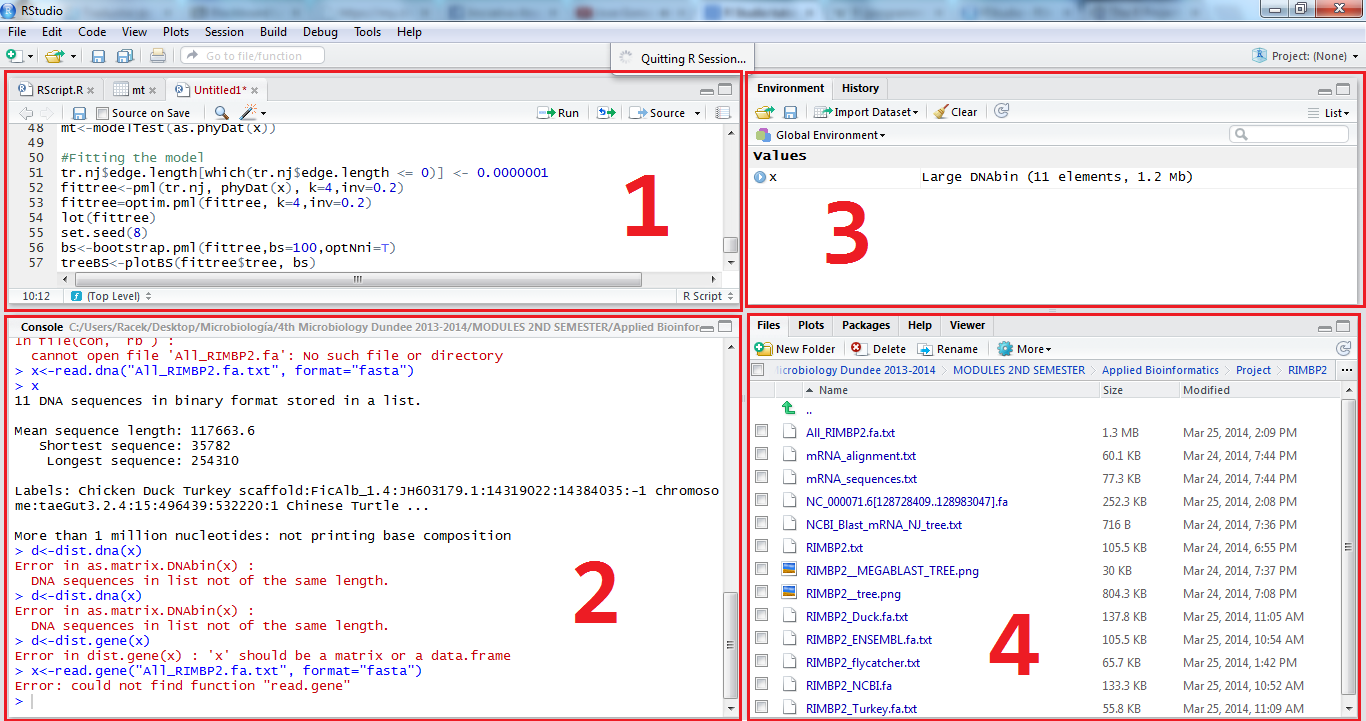 RStudio
File Edit Code View Plots Session Build Debug Tools Help
Go to file/function
Quitting R Session...
Project: (None)
RScript.R mt Untitled1*
Source on Save Run Source
48 mt<-modelTest(as.phyDat(x))
49
50 #Fitting the model
51 tr.nj$edge.length[which(tr.nj$edge.length <= 0)] <- 0.0000001
52 fittree<-pml(tr.nj, phyDat(x), k=4,inv=0.2)
53 fittree=optim.pml(fittree, k=4,inv=0.2)
54 lot(fittree)
55 set.seed(8)
56 bs<-bootstrap.pml(fittree,bs=100,optNni=T)
57 treeBS<-plotBS(fittree$tree, bs)
10:12 (Top Level) R Script
1
Console C:/Users/Racek/Desktop/Microbiología/4th Microbiology Dundee 2013-2014/MODULES 2ND SEMESTER/Applied Bioinfor
In file(con, "rb") :
cannot open file 'All_RIMBP2.fa': No such file or directory
> x<-read.dna("All_RIMBP2.fa.txt", format="fasta")
> x
11 DNA sequences in binary format stored in a list.
Mean sequence length: 117663.6
Shortest sequence: 35782
Longest sequence: 254310
Labels: Chicken Duck Turkey scaffold:FicAlb_1.4:JH603179.1:14319022:14384035:-1 chromoso
me:taeGut3.2.4:15:496439:532220:1 Chinese Turtle ...
More than 1 million nucleotides: not printing base composition
> d<-dist.dna(x)
Error in as.matrix.DNAbin(x) :
DNA sequences in list not of the same length.
> d<-dist.dna(x)
Error in as.matrix.DNAbin(x) :
DNA sequences in list not of the same length.
> d<-dist.gene(x)
Error in dist.gene(x) : 'x' should be a matrix or a data.frame
> x<-read.gene("All_RIMBP2.fa.txt", format="fasta")
Error: could not find function "read.gene"
>
2
Environment History
Import Dataset Clear List
Global Environment
Values
x Large DNAbin (11 elements, 1.2 Mb)
3
Files Plots Packages Help Viewer
New Folder Delete Rename More
icrobiology Dundee 2013-2014 MODULES 2ND SEMESTER Applied Bioinformatics Project RIMBP2 ...
Name Size Modified
..
All_RIMBP2.fa.txt 1.3 MB Mar 25, 2014, 2:09 PM
mRNA_alignment.txt 60.1 KB Mar 24, 2014, 7:44 PM
mRNA_sequences.txt 77.3 KB Mar 24, 2014, 7:44 PM
NC_000071.6[128728409..128983047].fa 252.3 KB Mar 25, 2014, 2:08 PM
NCBI_Blast_mRNA_NJ_tree.txt 716 B Mar 24, 2014, 7:36 PM
RIMBP2.txt 105.5 KB Mar 24, 2014, 6:55 PM
RIMBP2__MEGABLAST_TREE.png 30 KB Mar 24, 2014, 7:37 PM
RIMBP2__tree.png 804.3 KB Mar 24, 2014, 7:08 PM
RIMBP2_Duck.fa.txt 137.8 KB Mar 25, 2014, 11:05 AM
RIMBP2_ENSEMBL.fa.txt 105.5 KB Mar 25, 2014, 10:54 AM
RIMBP2_flycatcher.txt 65.7 KB Mar 25, 2014, 1:42 PM
RIMBP2_NCBI.fa 133.3 KB Mar 25, 2014, 10:52 AM
RIMBP2_Turkey.fa.txt 55.8 KB Mar 25, 2014, 11:09 AM
4